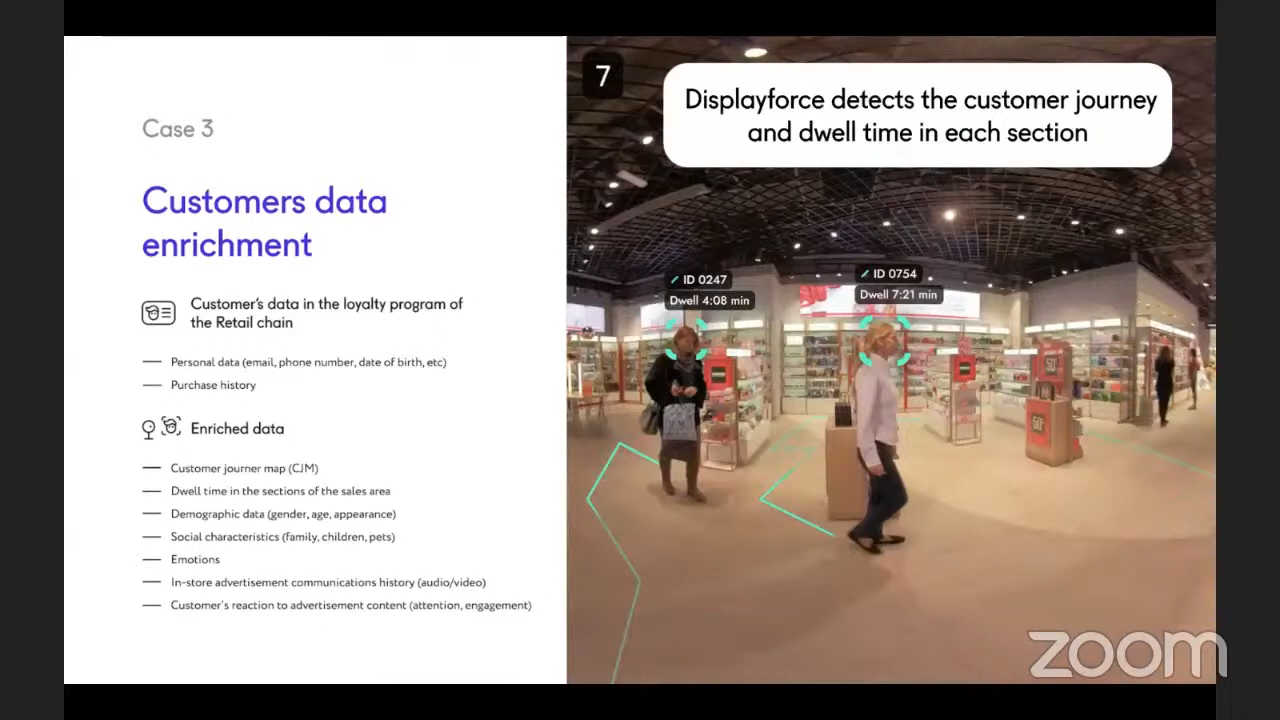 Case 3
Customers data
enrichment
Customer's data in the loyalty program of
the Retail chain
Personal data (email, phone number, date of birth, etc)
Purchase history
Enriched data
Customer journer map (CJM)
Dwell time in the sections of the sales area
Demographic data (gender, age, appearance)
Social characteristics (family, children, pets)
Emotions
In-store advertisement communications history (audio/video)
Customer's reaction to advertisement content (attention, engagement)
7
Displayforce detects the customer journey
and dwell time in each section
ID 0247
Dwell 4:08 min
ID 0754
Dwell 7:21 min
zoom